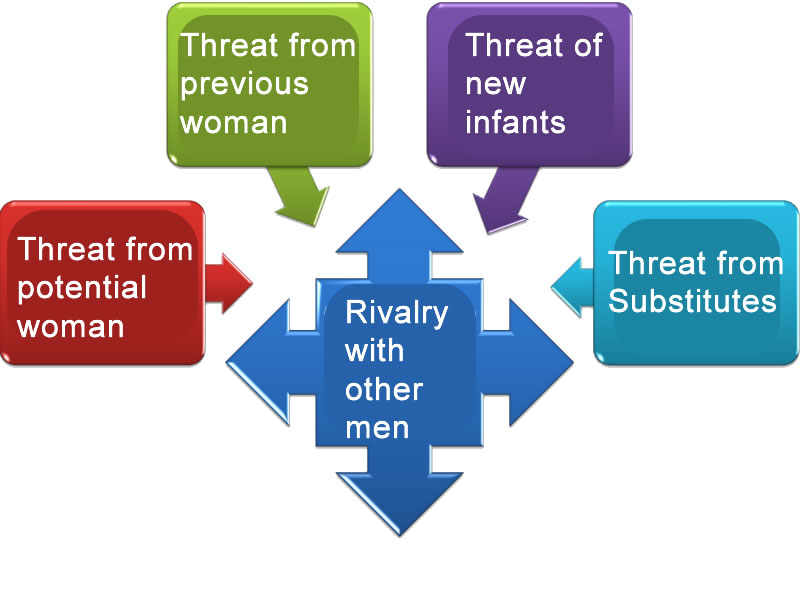 Threat from
previous
woman
Threat of
new
infants
Threat from
potential
woman
Threat from
Substitutes
Rivalry
with
other
men